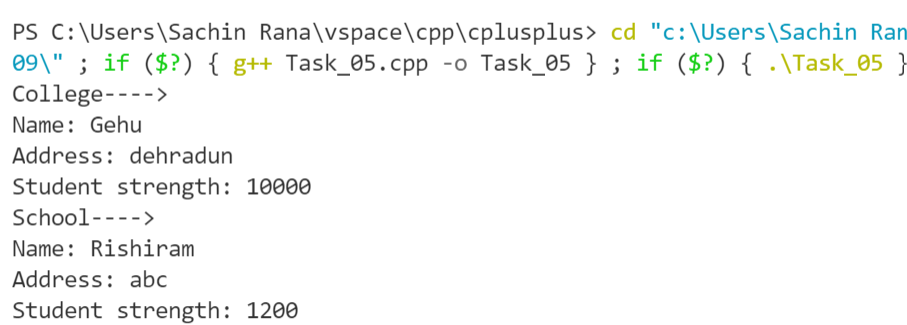 PS C:\Users\Sachin Rana\vspace\cpp\cplusplus> cd "c:\Users\Sachin Ran
09\" ; if ($?) { g++ Task_05.cpp -o Task_05 } ; if ($?) { .\Task_05 }
College---->
Name: Gehu
Address: dehradun
Student strength: 10000
School---->
Name: Rishiram
Address: abc
Student strength: 1200